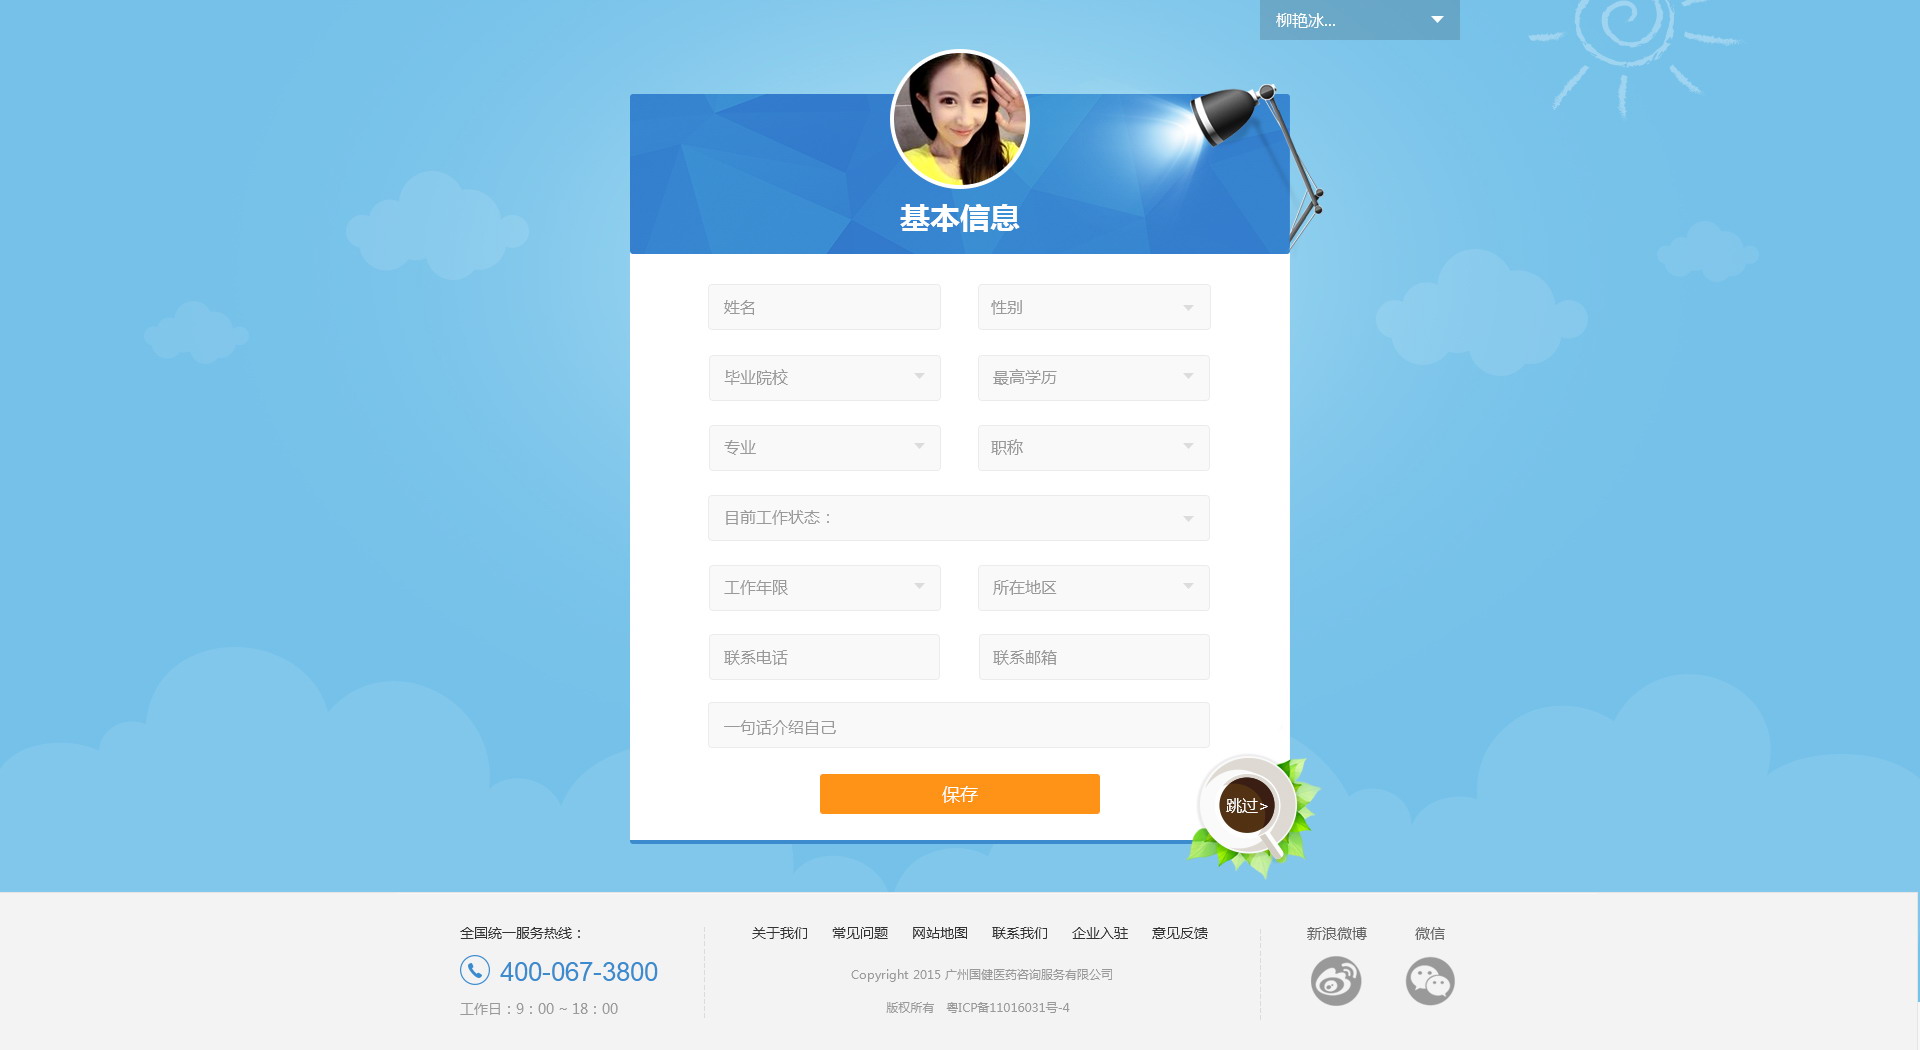 柳艳冰...
基本信息
姓名
性别
毕业院校
最高学历
专业
职称
目前工作状态：
工作年限
所在地区
联系电话
联系邮箱
一句话介绍自己
保存
跳过>
全国统一服务热线：
400-067-3800
工作日：9：00 ~ 18：00
关于我们 常见问题 网站地图 联系我们 企业入驻 意见反馈
Copyright 2015 广州国健医药咨询服务有限公司
版权所有 粤ICP备11016031号-4
新浪微博 微信